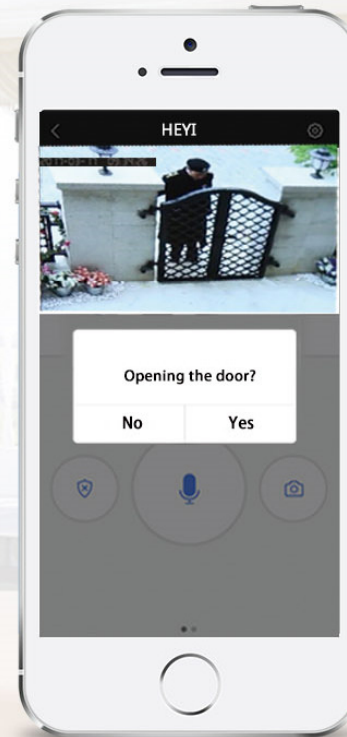 HEYI
Opening the door?
No
Yes